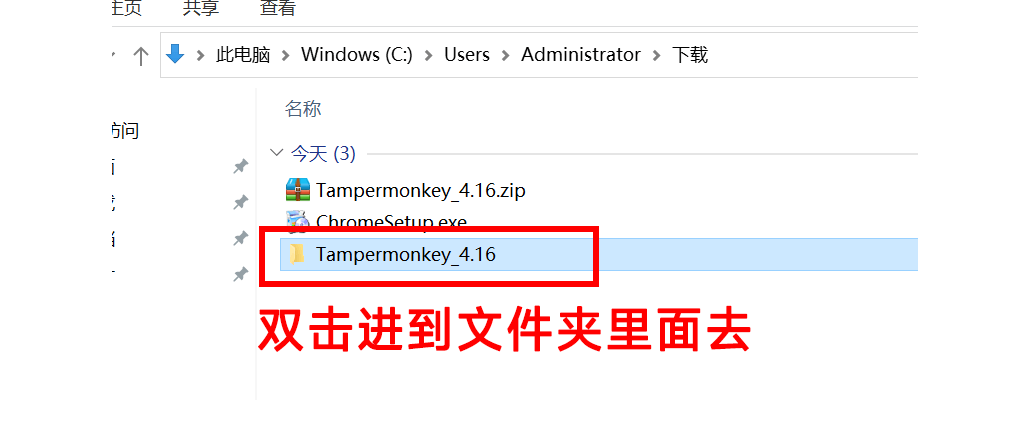 主页 共享 查看
此电脑 Windows (C:) Users Administrator 下载
名称
访问
今天 (3)
Tampermonkey_4.16.zip
ChromeSetup.exe
Tampermonkey_4.16
双击进到文件夹里面去